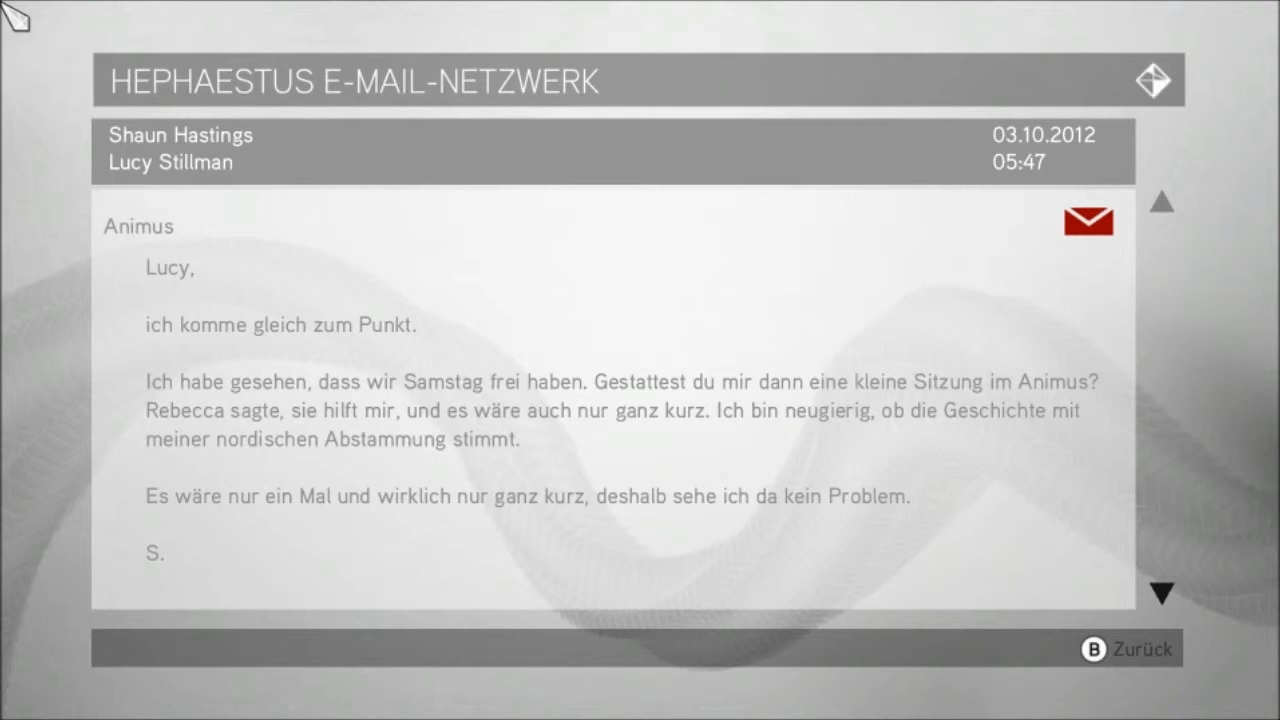 HEPHAESTUS E-MAIL-NETZWERK
Shaun Hastings 03.10.2012
Lucy Stillman 05:47
Animus
Lucy,
ich komme gleich zum Punkt.
Ich habe gesehen, dass wir Samstag frei haben. Gestattest du mir dann eine kleine Sitzung im Animus?
Rebecca sagte, sie hilft mir, und es wäre auch nur ganz kurz. Ich bin neugierig, ob die Geschichte mit
meiner nordischen Abstammung stimmt.
Es wäre nur ein Mal und wirklich nur ganz kurz, deshalb sehe ich da kein Problem.
S.
B Zurück